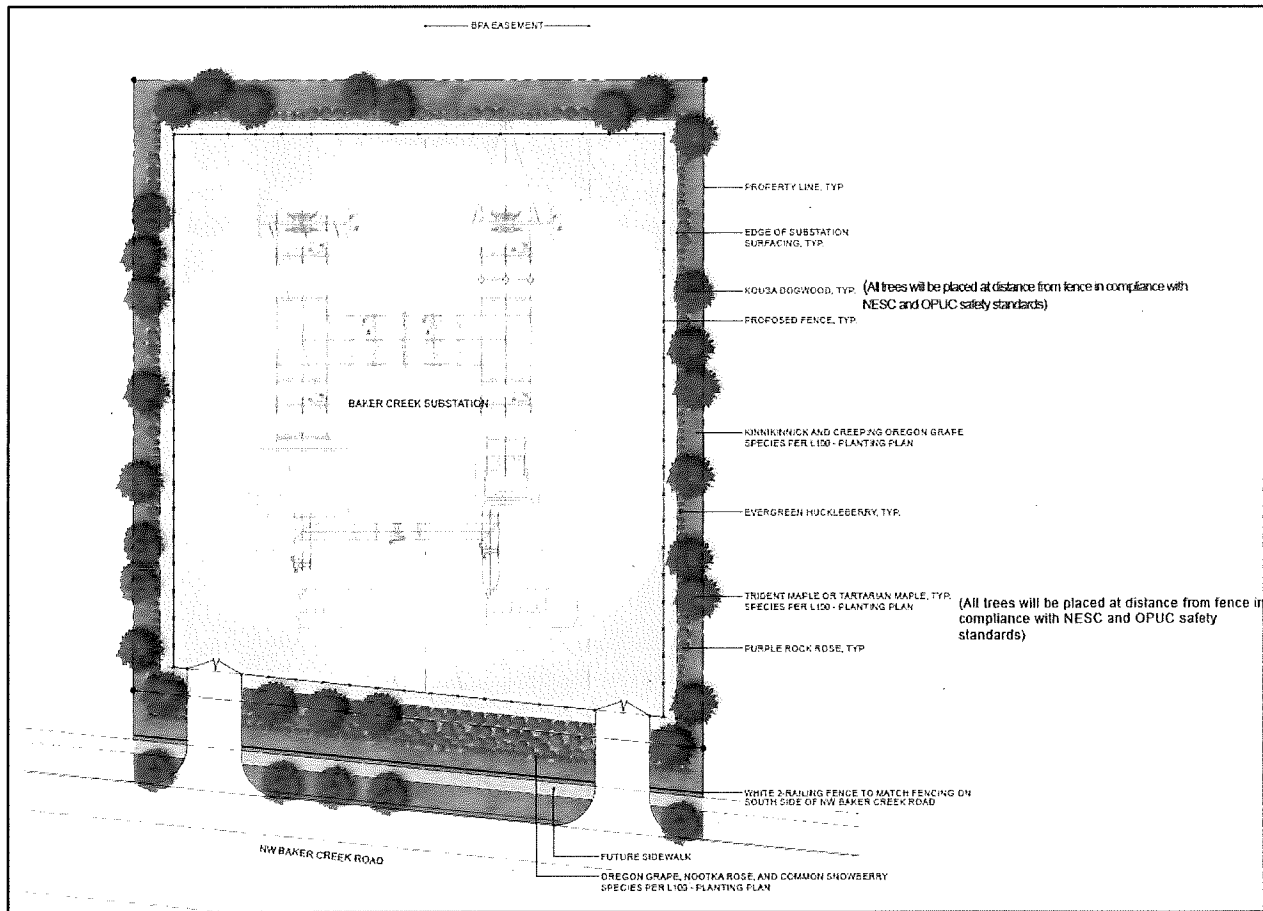 BPA EASEMENT
PROPERTY LINE, TYP
EDGE OF SUBSTATION
SURFACING, TYP.
KOUSA DOGWOOD, TYP. (All trees will be placed at distance from fence in compliance with
NESC and OPUC safety standards)
PROPOSED FENCE, TYP.
BAKER CREEK SUBSTATION
KINNIKINNICK AND CREEPING OREGON GRAPE
SPECIES PER L100 - PLANTING PLAN
EVERGREEN HUCKLEBERRY, TYP.
TRIDENT MAPLE OR TARTARIAN MAPLE, TYP.
SPECIES PER L100 - PLANTING PLAN
(All trees will be placed at distance from fence in
compliance with NESC and OPUC safety
standards)
PURPLE ROCK ROSE, TYP
WHITE 2-RAILING FENCE TO MATCH FENCING ON
SOUTH SIDE OF NW BAKER CREEK ROAD
NW BAKER CREEK ROAD
FUTURE SIDEWALK
OREGON GRAPE, NOOTKA ROSE, AND COMMON SNOWBERRY
SPECIES PER L100 - PLANTING PLAN